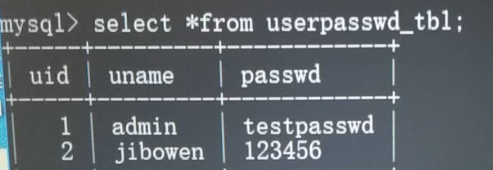 mysql> select *from userpasswd_tbl;
+-----+---------+------------+
| uid | uname | passwd |
+-----+---------+------------+
| 1 | admin | testpasswd |
| 2 | jibowen | 123456 |